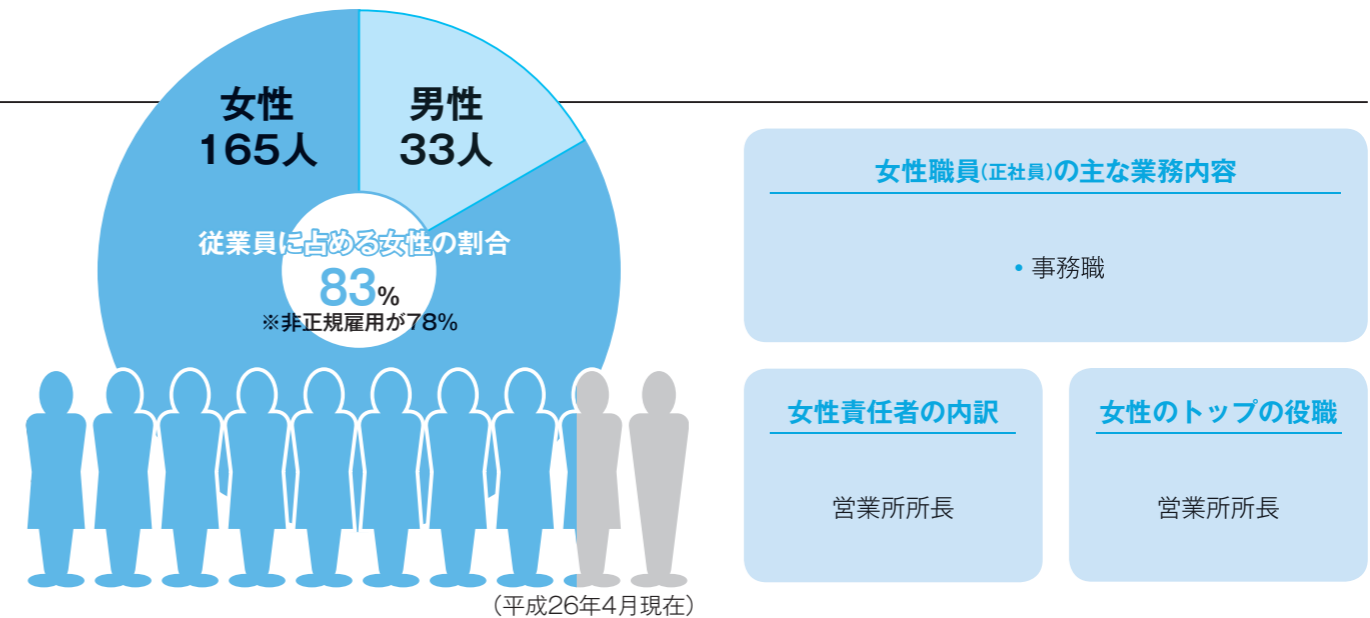 女性
165人
男性
33人
従業員に占める女性の割合
83%
※非正規雇用が78%
（平成26年4月現在）
女性職員(正社員)の主な業務内容
・事務職
女性責任者の内訳
営業所所長
女性のトップの役職
営業所所長